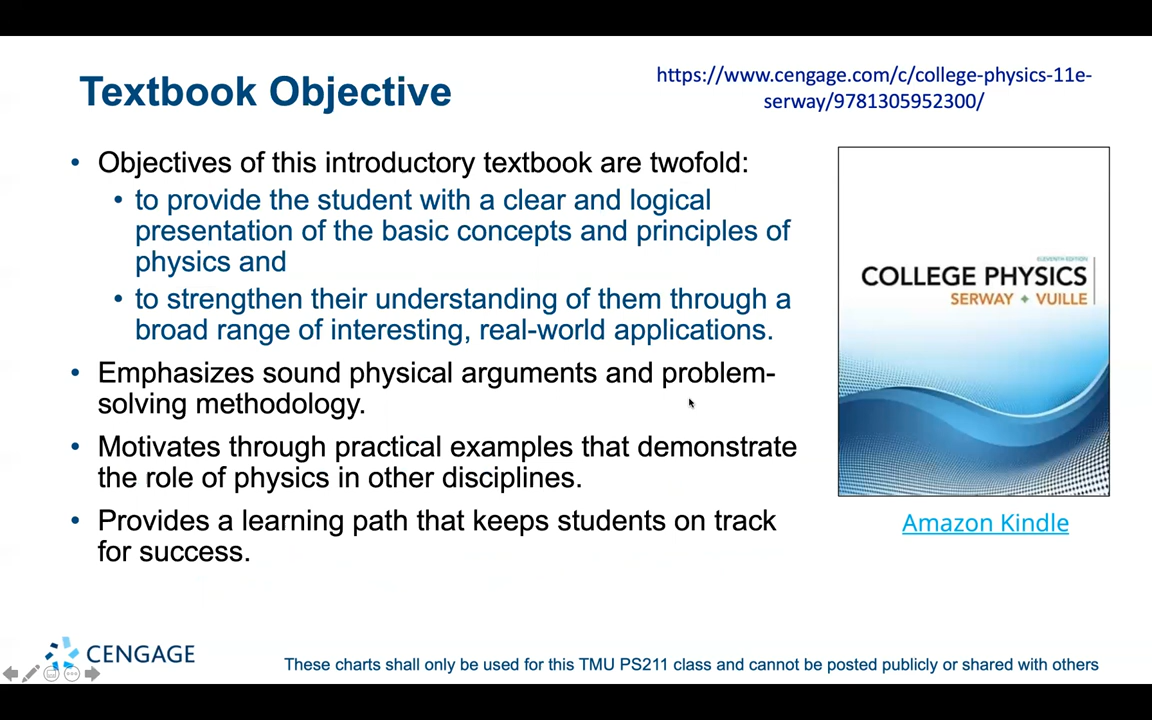 Textbook Objective
https://www.cengage.com/c/college-physics-11e-
serway/9781305952300/
• Objectives of this introductory textbook are twofold:
• to provide the student with a clear and logical
presentation of the basic concepts and principles of
physics and
• to strengthen their understanding of them through a
broad range of interesting, real-world applications.
• Emphasizes sound physical arguments and problem-
solving methodology.
• Motivates through practical examples that demonstrate
the role of physics in other disciplines.
• Provides a learning path that keeps students on track
for success.
ELEVENTH EDITION
COLLEGE PHYSICS
SERWAY + VUILLE
Amazon Kindle
CENGAGE
These charts shall only be used for this TMU PS211 class and cannot be posted publicly or shared with others